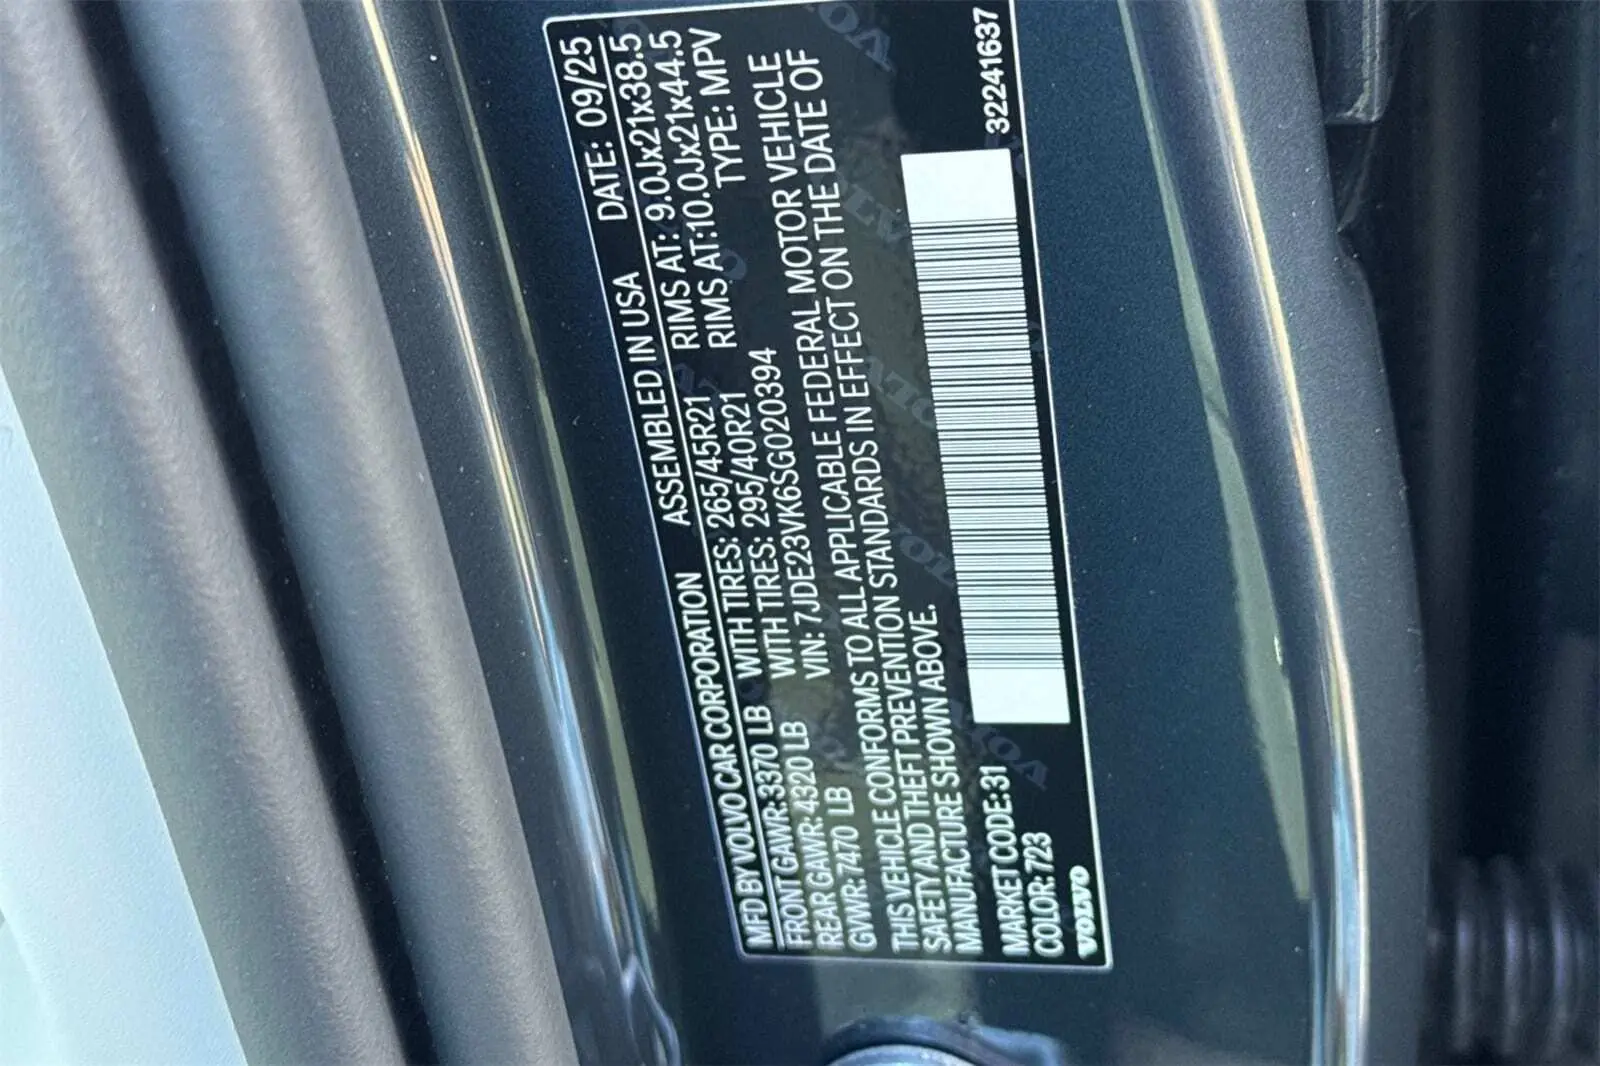 MFD BY VOLVO CAR CORPORATION ASSEMBLED IN USA DATE: 09/25
FRONT GAWR: 3370 LB WITH TIRES: 265/45R21 RIMS AT: 9.0Jx21x38.5
REAR GAWR: 4320 LB WITH TIRES: 295/40R21 RIMS AT:10.0Jx21x44.5
GVWR: 7470 LB VIN: 7JDE23VK6SG020394 TYPE: MPV
THIS VEHICLE CONFORMS TO ALL APPLICABLE FEDERAL MOTOR VEHICLE
SAFETY AND THEFT PREVENTION STANDARDS IN EFFECT ON THE DATE OF
MANUFACTURE SHOWN ABOVE.
MARKET CODE: 31
COLOR: 723
VOLVO
32241637